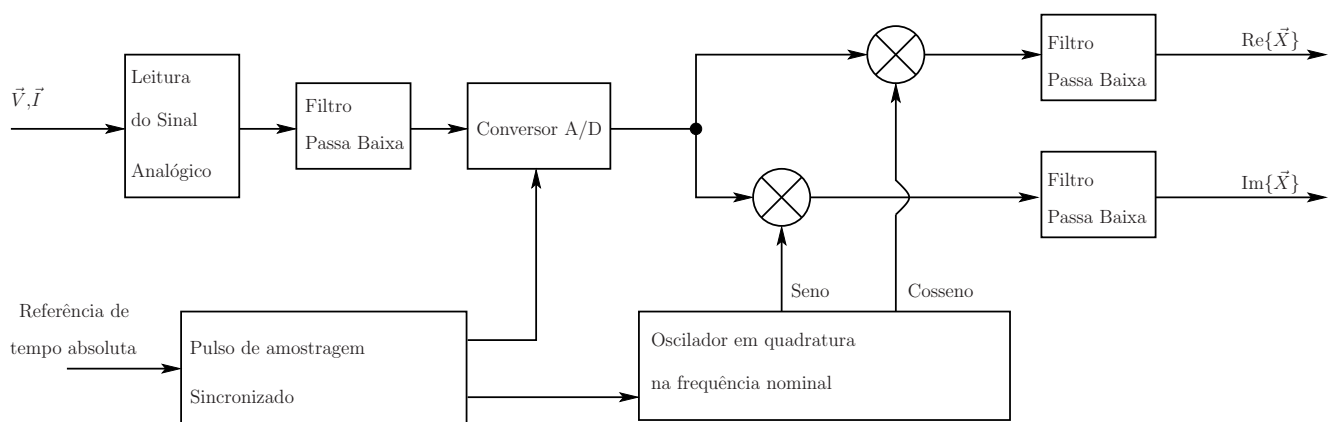 V⃗,I⃗
Leitura
do Sinal
Analógico
Filtro
Passa Baixa
Conversor A/D
Filtro
Passa Baixa
Re{X⃗}
Filtro
Passa Baixa
Im{X⃗}
Seno
Cosseno
Referência de
tempo absoluta
Pulso de amostragem
Sincronizado
Oscilador em quadratura
na frequência nominal